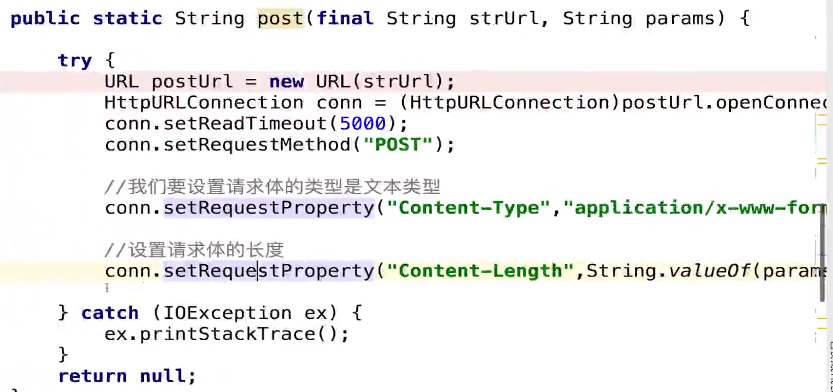 public static String post(final String strUrl, String params) {
try {
URL postUrl = new URL(strUrl);
HttpURLConnection conn = (HttpURLConnection)postUrl.openConnec
conn.setReadTimeout(5000);
conn.setRequestMethod("POST");
//我们要设置请求体的类型是文本类型
conn.setRequestProperty("Content-Type","application/x-www-form
//设置请求体的长度
conn.setRequestProperty("Content-Length",String.valueOf(params
} catch (IOException ex) {
ex.printStackTrace();
}
return null;